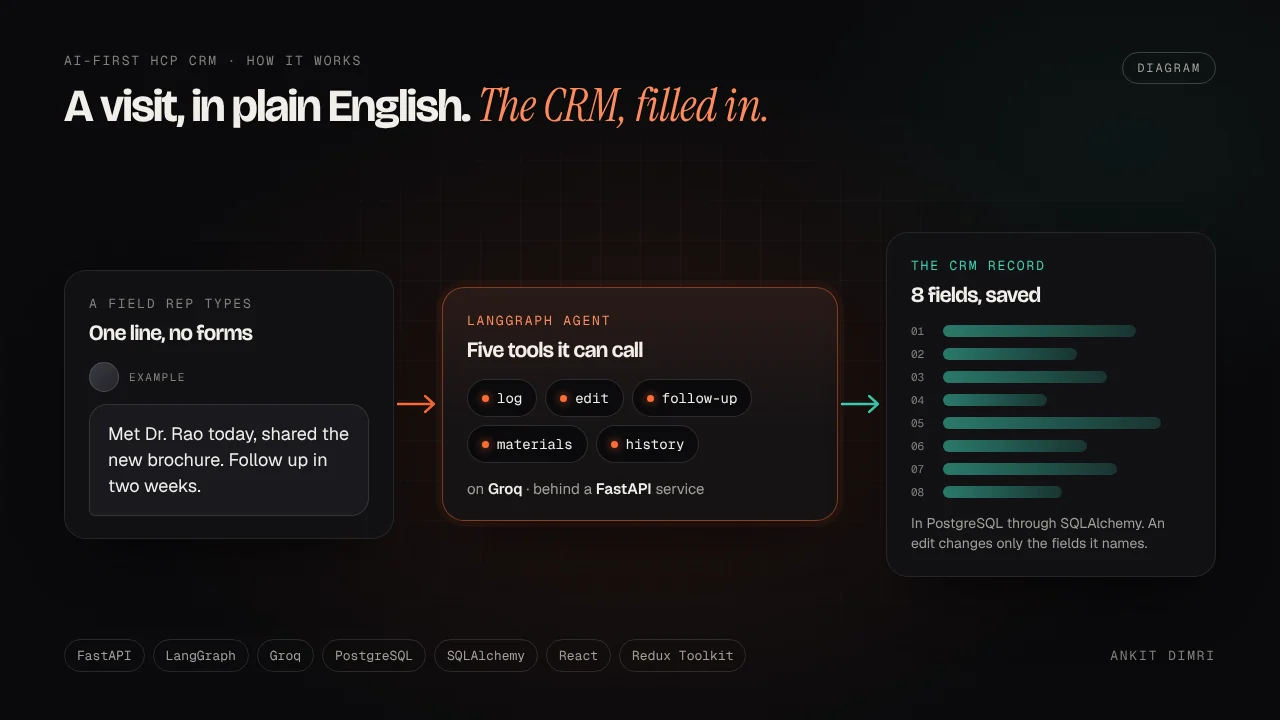 AI-FIRST HCP CRM · HOW IT WORKS
DIAGRAM
A visit, in plain English. The CRM, filled in.
A FIELD REP TYPES
One line, no forms
EXAMPLE
Met Dr. Rao today, shared the
new brochure. Follow up in
two weeks.
LANGGRAPH AGENT
Five tools it can call
log
edit
follow-up
materials
history
on Groq · behind a FastAPI service
THE CRM RECORD
8 fields, saved
01
02
03
04
05
06
07
08
In PostgreSQL through SQLAlchemy. An
edit changes only the fields it names.
FastAPI
LangGraph
Groq
PostgreSQL
SQLAlchemy
React
Redux Toolkit
ANKIT DIMRI